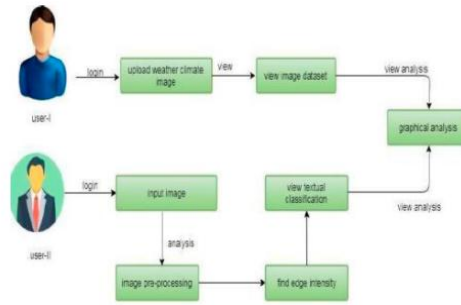 login
upload weather climate
image
view
view image dataset
view analysis
user-I
graphical analysis
login
input image
view textual
classification
view analysis
analysis
user-II
image pre-processing
find edge intensity